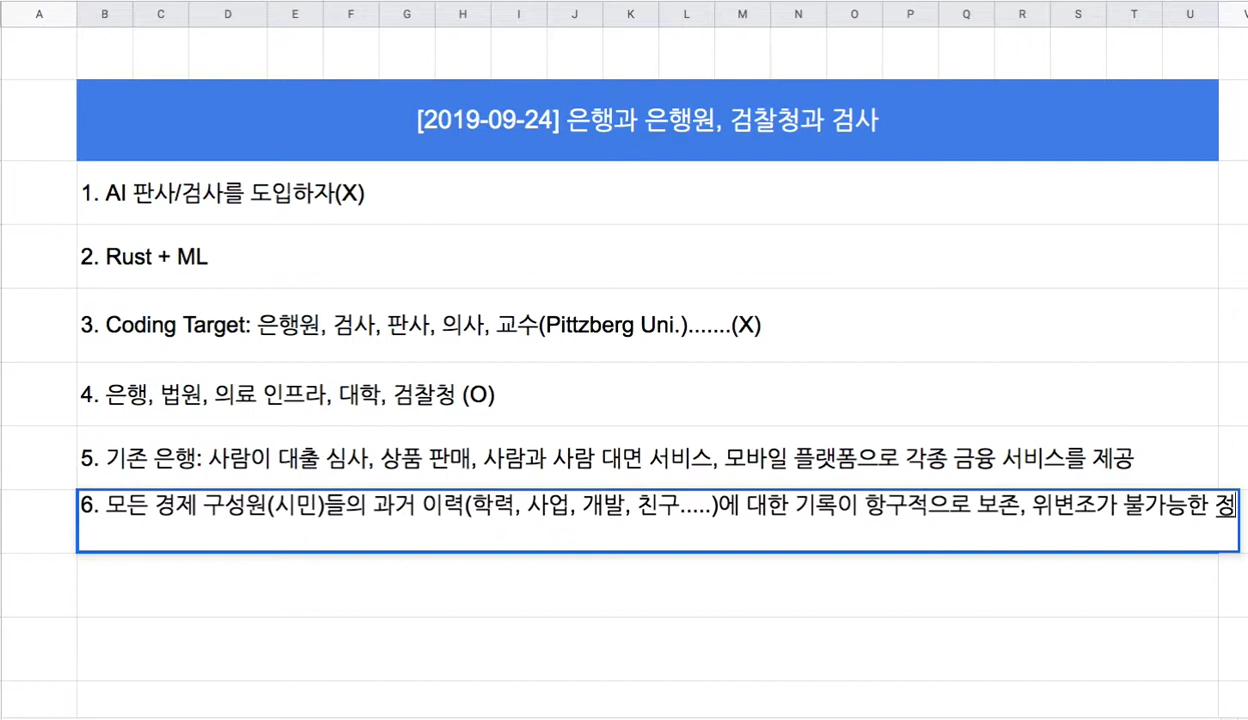 A B C D E F G H I J K L M N O P Q R S T U
[2019-09-24] 은행과 은행원, 검찰청과 검사
1. AI 판사/검사를 도입하자(X)
2. Rust + ML
3. Coding Target: 은행원, 검사, 판사, 의사, 교수(Pittzberg Uni.).......(X)
4. 은행, 법원, 의료 인프라, 대학, 검찰청 (O)
5. 기존 은행: 사람이 대출 심사, 상품 판매, 사람과 사람 대면 서비스, 모바일 플랫폼으로 각종 금융 서비스를 제공
6. 모든 경제 구성원(시민)들의 과거 이력(학력, 사업, 개발, 친구.....)에 대한 기록이 항구적으로 보존, 위변조가 불가능한 정